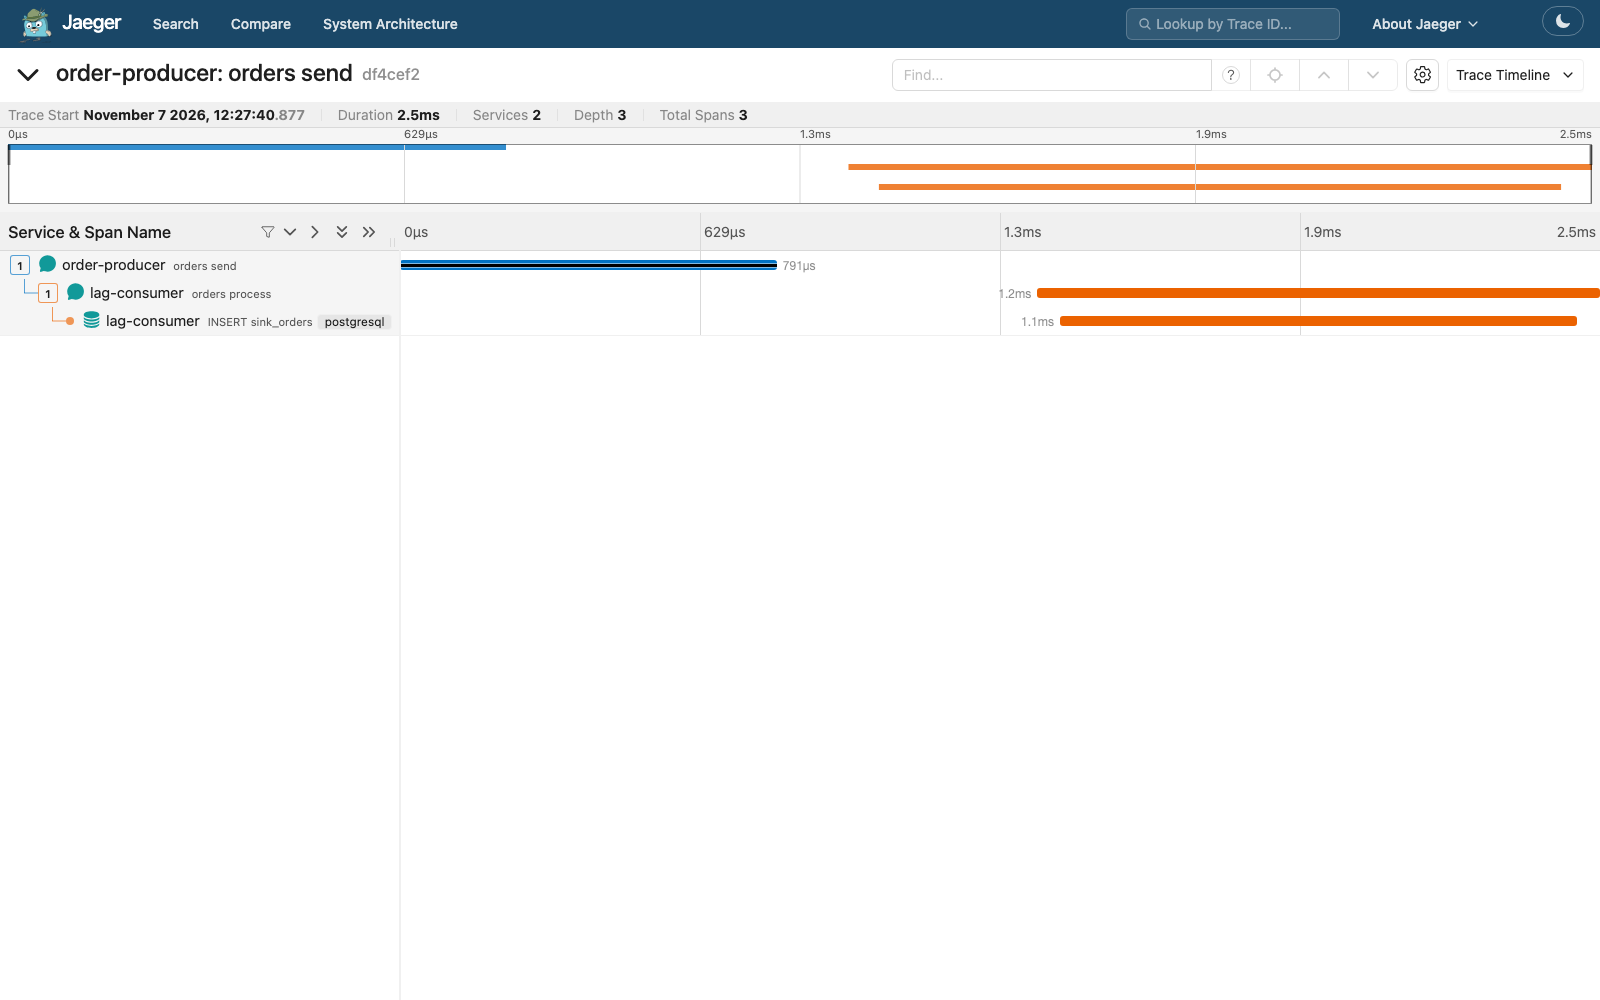 Jaeger Search Compare System Architecture Lookup by Trace ID... About Jaeger
order-producer: orders send df4cef2 Find... ? Trace Timeline
Trace Start November 7 2026, 12:27:40.877 Duration 2.5ms Services 2 Depth 3 Total Spans 3
0μs 629μs 1.3ms 1.9ms 2.5ms
Service & Span Name 0μs 629μs 1.3ms 1.9ms 2.5ms
1 order-producer orders send 791μs
1 lag-consumer orders process 1.2ms
lag-consumer INSERT sink_orders postgresql 1.1ms